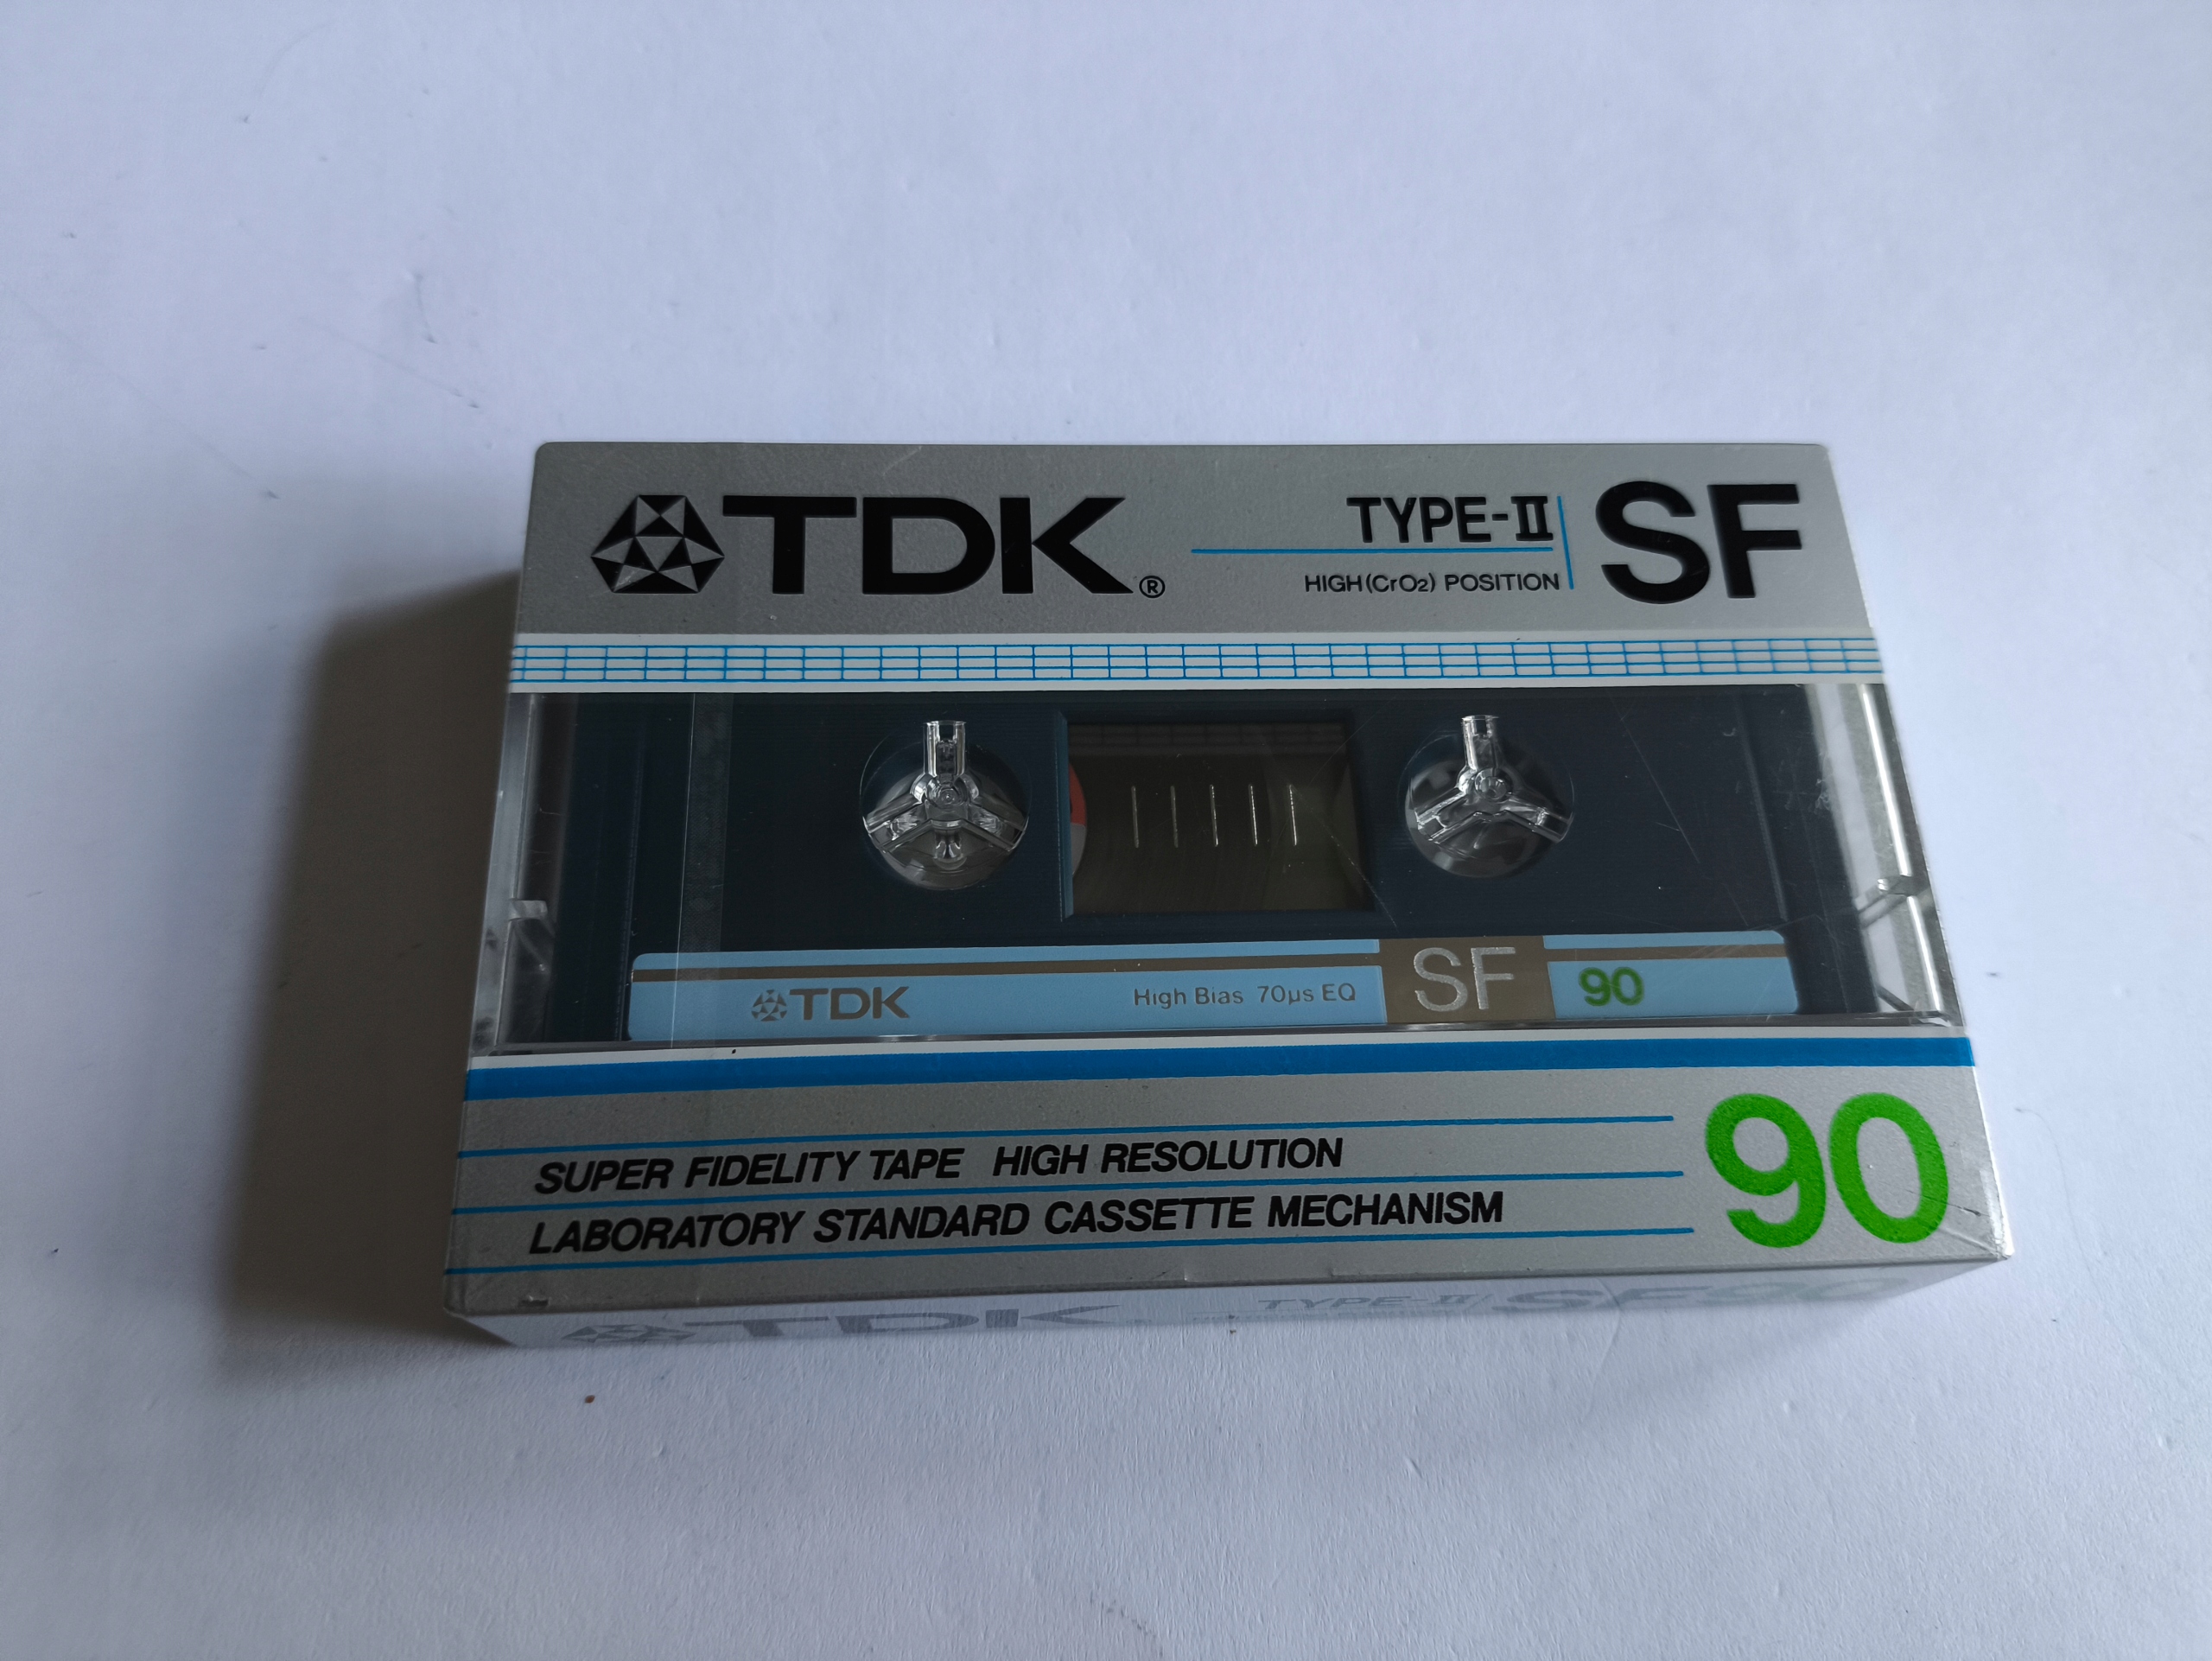 TDK®
TYPE-II SF
HIGH (CrO2) POSITION
TDK High Bias 70µs EQ SF 90
SUPER FIDELITY TAPE HIGH RESOLUTION
LABORATORY STANDARD CASSETTE MECHANISM
90
TDK TYPE-II SF90